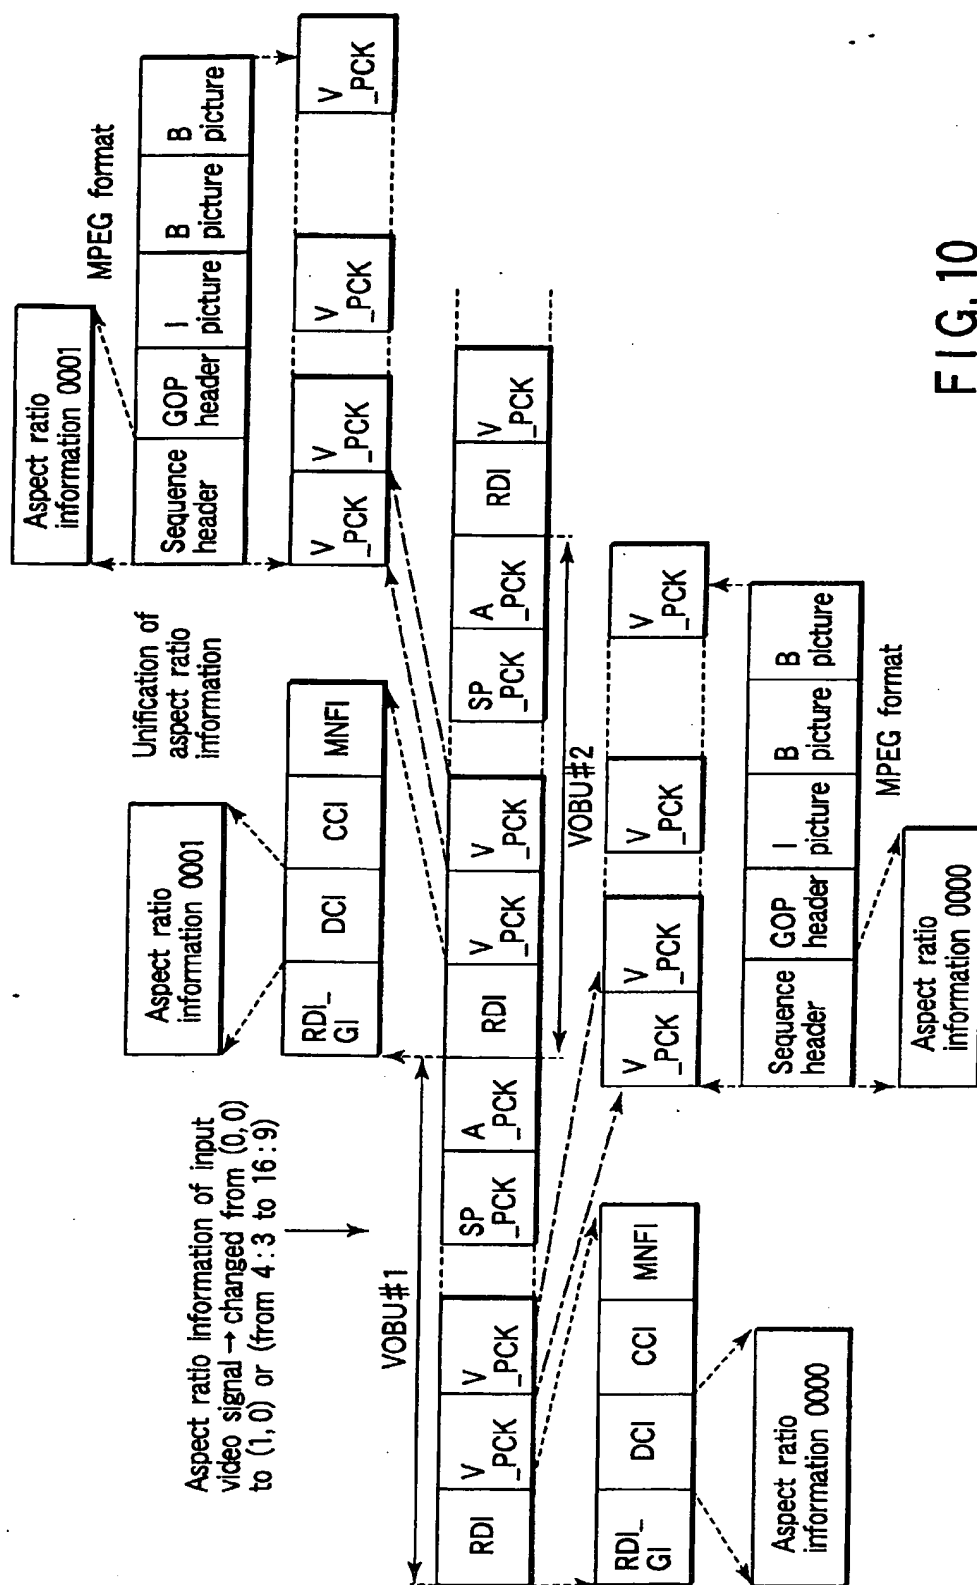 Aspect ratio information of input
video signal → changed from (0,0)
to (1,0) or (from 4:3 to 16:9)
Aspect ratio
information 0001
Unification of
aspect ratio
information
Aspect ratio
information 0001
MPEG format
RDI_
GI
DCI
CCI
MNFI
Sequence
header
GOP
header
I
picture
B
picture
B
picture
V
_PCK
V
_PCK
V
_PCK
V
_PCK
VOBU#1
RDI
V
_PCK
V
_PCK
SP
_PCK
A
_PCK
RDI
V
_PCK
V
_PCK
SP
_PCK
A
_PCK
RDI
V
_PCK
VOBU#2
RDI_
GI
DCI
CCI
MNFI
V
_PCK
V
_PCK
V
_PCK
V
_PCK
Sequence
header
GOP
header
I
picture
B
picture
B
picture
MPEG format
Aspect ratio
information 0000
Aspect ratio
information 0000
FIG. 10